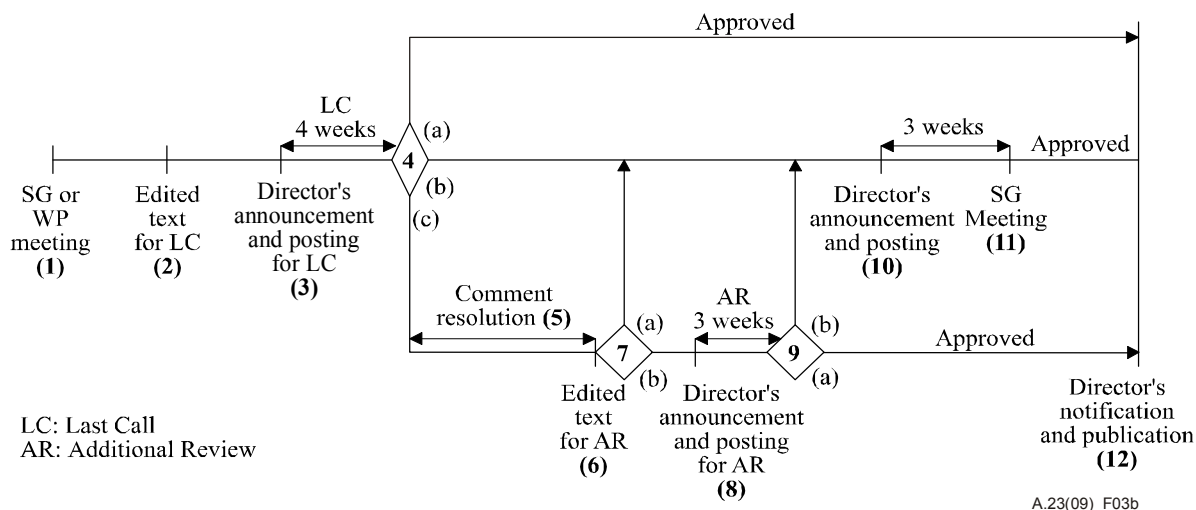 Approved
LC
4 weeks
(a)
4
(b)
(c)
3 weeks
Approved
SG or
WP
meeting
(1)
Edited
text
for LC
(2)
Director's
announcement
and posting
for LC
(3)
Director's
announcement
and posting
(10)
SG
Meeting
(11)
Comment
resolution (5)
(a)
7
(b)
AR
3 weeks
(b)
9
(a)
Approved
Edited
text
for AR
(6)
Director's
announcement
and posting
for AR
(8)
Director's
notification
and publication
(12)
LC: Last Call
AR: Additional Review
A.23(09)_F03b